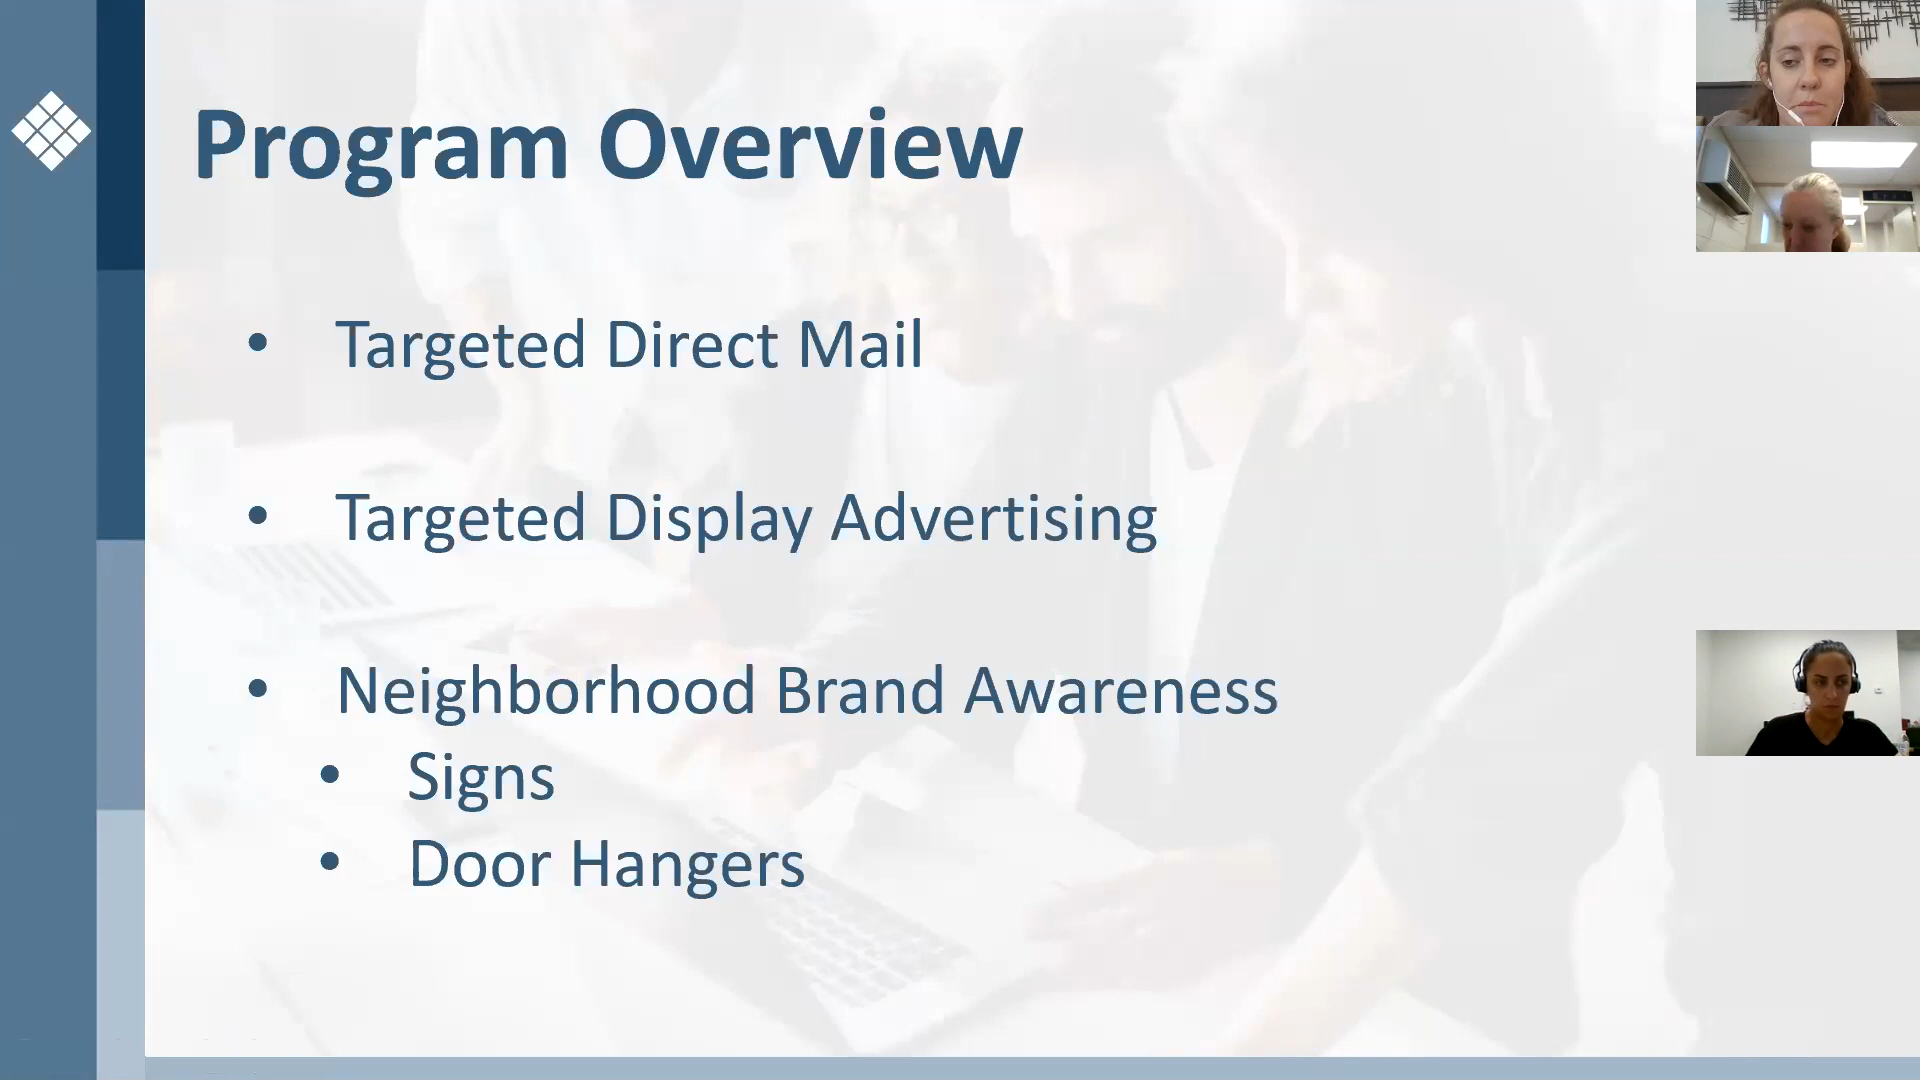 Program Overview
• Targeted Direct Mail
• Targeted Display Advertising
• Neighborhood Brand Awareness
• Signs
• Door Hangers